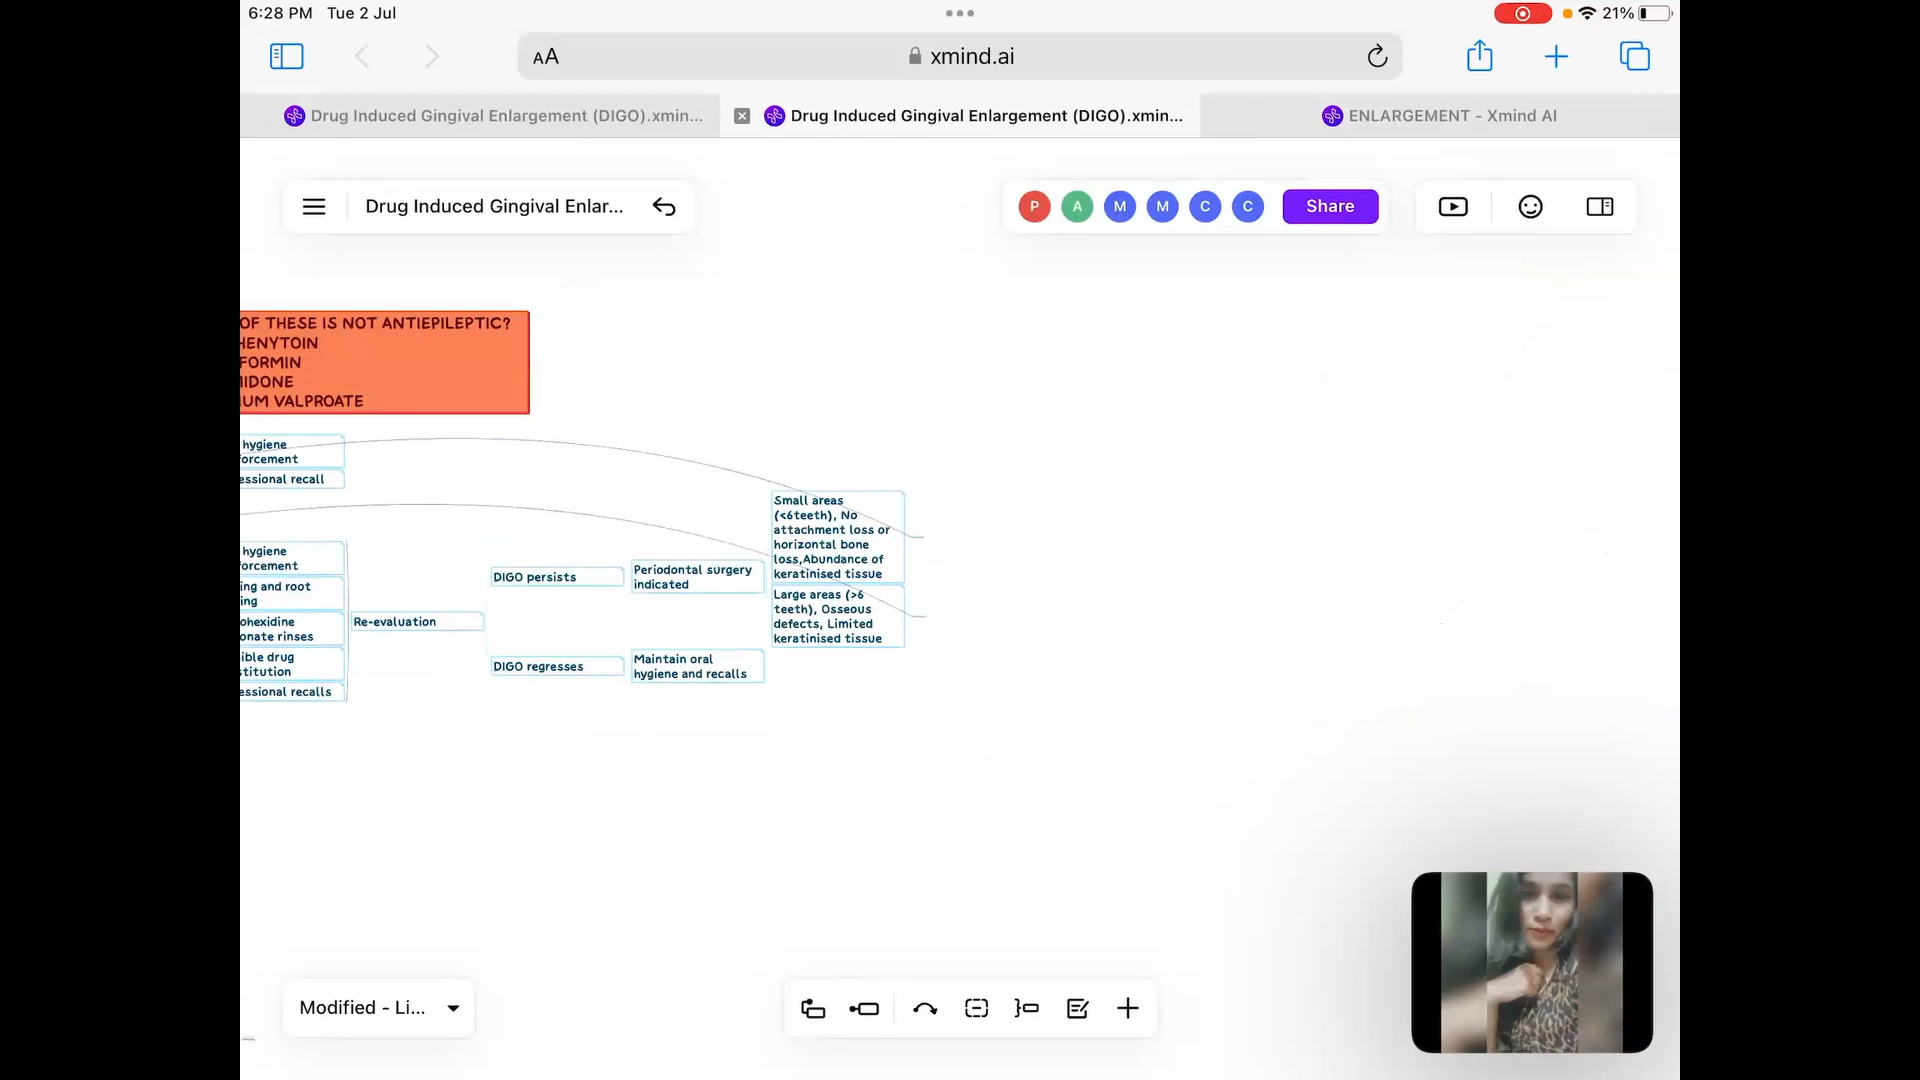 6:28 PM Tue 2 Jul
21%
AA
xmind.ai
Drug Induced Gingival Enlargement (DIGO).xmin...
Drug Induced Gingival Enlargement (DIGO).xmin...
ENLARGEMENT - Xmind AI
Drug Induced Gingival Enlar...
P A M M C C
Share
OF THESE IS NOT ANTIEPILEPTIC?
HENYTOIN
FORMIN
MIDONE
UM VALPROATE
hygiene
forcement
essional recall
Small areas
(<6teeth), No
attachment loss or
horizontal bone
loss,Abundance of
keratinised tissue
hygiene
forcement
ing and root
ing
ohexidine
onate rinses
ible drug
stitution
essional recalls
Re-evaluation
DIGO persists
Periodontal surgery
indicated
Large areas (>6
teeth), Osseous
defects, Limited
keratinised tissue
DIGO regresses
Maintain oral
hygiene and recalls
Modified - Li...